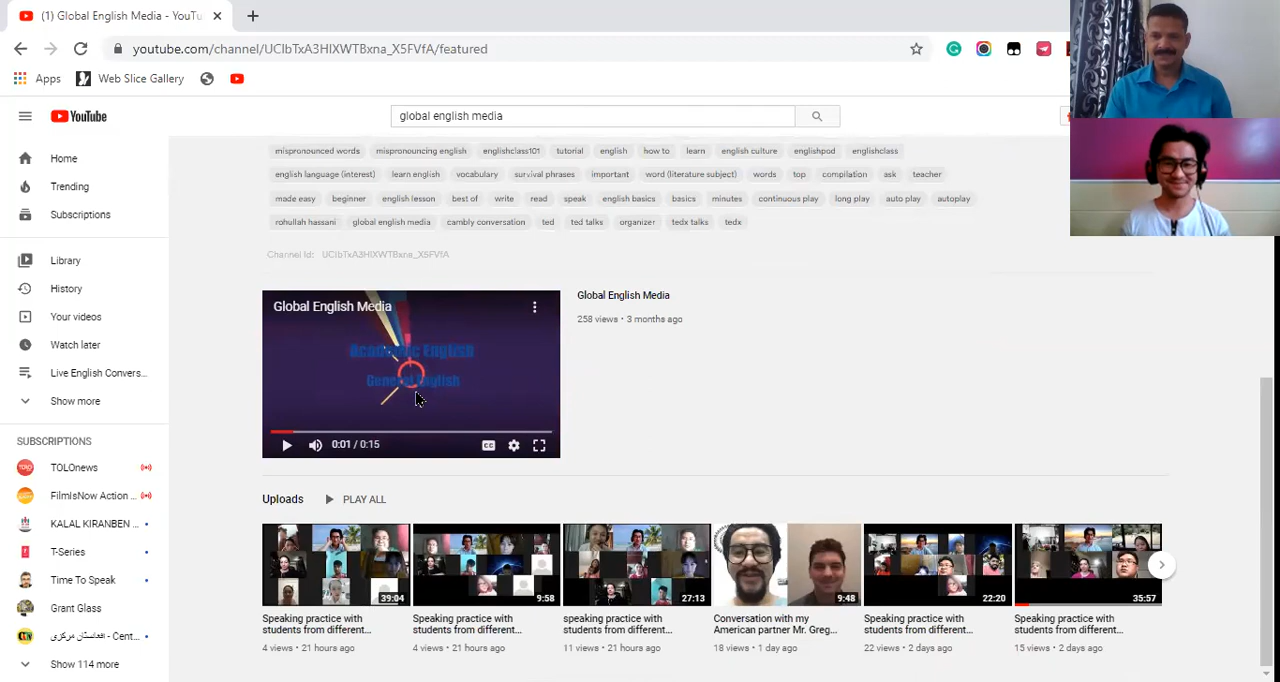 (1) Global English Media - YouTu
youtube.com/channel/UCIbTxA3HIXWTBxna_X5FVfA/featured
Apps Web Slice Gallery
YouTube
global english media
Home
Trending
Subscriptions
Library
History
Your videos
Watch later
Live English Convers...
Show more
SUBSCRIPTIONS
TOLOnews
FilmIsNow Action ...
KALAL KIRANBEN ...
T-Series
Time To Speak
Grant Glass
افغانستان مرکزی - Cent...
Show 114 more
mispronounced words mispronouncing english englishclass101 tutorial english how to learn english culture englishpod englishclass
english language (interest) learn english vocabulary survival phrases important word (literature subject) words top compilation ask teacher
made easy beginner english lesson best of write read speak english basics basics minutes continuous play long play auto play autoplay
rohullah hassani global english media cambly conversation ted ted talks organizer tedx talks tedx
Channel Id: UCIbTxA3HIXWTBxna_X5FVfA
Global English Media
Academic English
General English
0:01 / 0:15
CC
Global English Media
258 views • 3 months ago
Uploads PLAY ALL
39:04
Speaking practice with
students from different...
4 views • 21 hours ago
9:58
Speaking practice with
students from different...
4 views • 21 hours ago
27:13
speaking practice with
students from different...
11 views • 21 hours ago
9:48
Conversation with my
American partner Mr. Greg...
18 views • 1 day ago
22:20
Speaking practice with
students from different...
22 views • 2 days ago
35:57
Speaking practice with
students from different...
15 views • 2 days ago